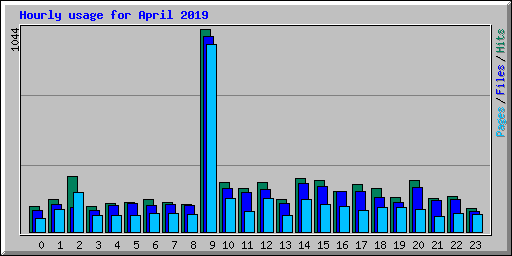 Hourly usage for April 2019
1044
Pages / Files / Hits
0 1 2 3 4 5 6 7 8 9 10 11 12 13 14 15 16 17 18 19 20 21 22 23